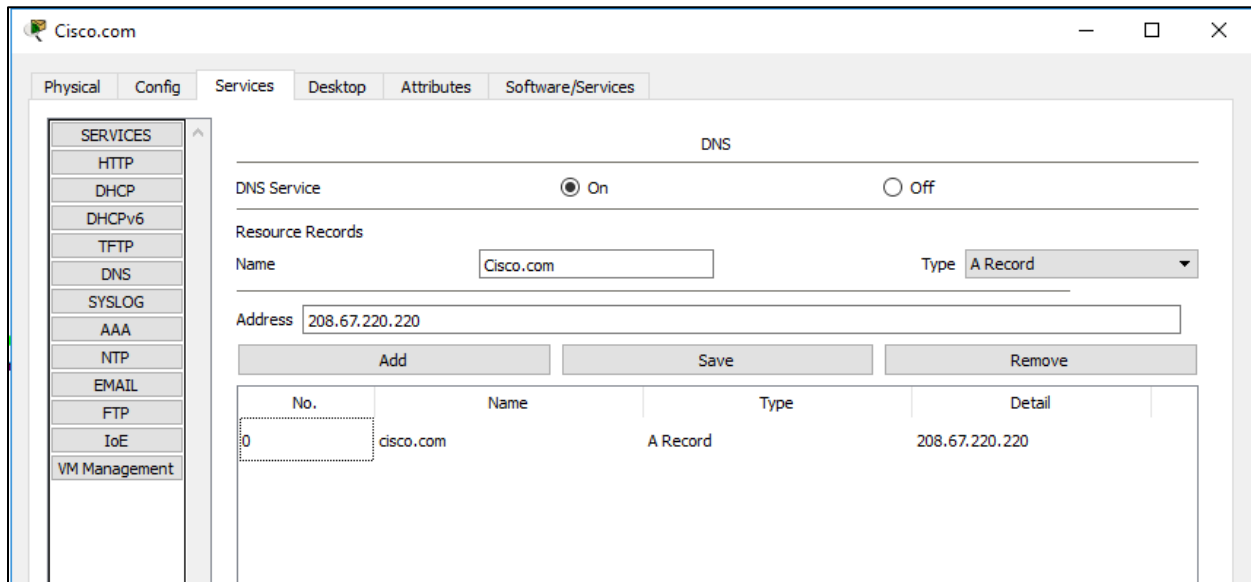 Cisco.com
Physical Config Services Desktop Attributes Software/Services
SERVICES
HTTP
DHCP
DHCPv6
TFTP
DNS
SYSLOG
AAA
NTP
EMAIL
FTP
IoE
VM Management
DNS
DNS Service On Off
Resource Records
Name Cisco.com Type A Record
Address 208.67.220.220
Add Save Remove
No. Name Type Detail
0 cisco.com A Record 208.67.220.220